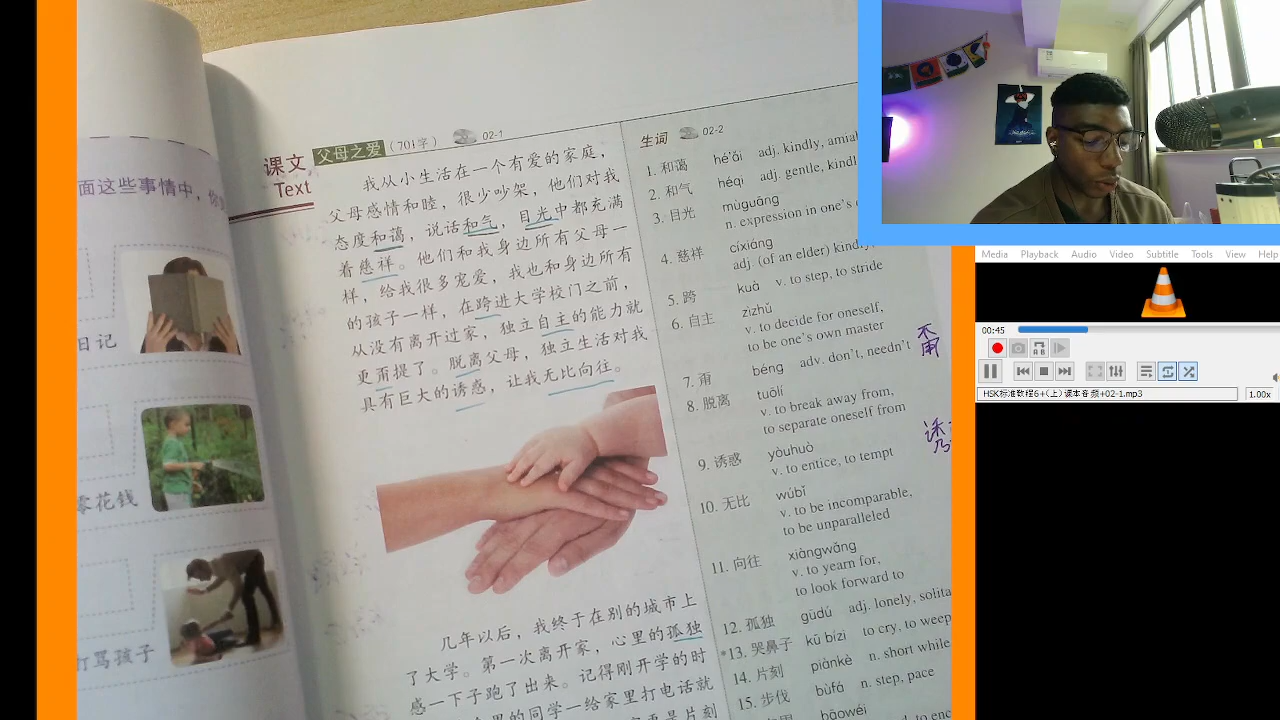 面这些事情中，你
日记
零花钱
打骂孩子
课文
Text
父母之爱 （701字） 02-1
我从小生活在一个有爱的家庭，
父母感情和睦，很少吵架，他们对我
态度和蔼，说话和气，目光中都充满
着慈祥。他们和我身边所有父母一
样，给我很多宠爱，我也和身边所有
的孩子一样，在跨进大学校门之前，
从没有离开过家，独立自主的能力就
更甭提了。脱离父母，独立生活对我
具有巨大的诱惑，让我无比向往。
几年以后，我终于在别的城市上
了大学。第一次离开家，心里的孤独
感一下子跑了出来。记得刚开学的时
里的同学一给家里打电话就
是片刻
生词 02-2
1. 和蔼 hé'ǎi adj. kindly,
2. 和气 héqi adj. gentle,
3. 目光 mùguāng
n. expression in one's
4. 慈祥 cíxiáng
adj. (of an elder)
5. 跨 kuà v. to step, to stride
6. 自主 zìzhǔ
v. to decide for oneself,
to be one's own master
7. 甭 béng adv. don't, needn't
8. 脱离 tuōlí
v. to break away from,
to separate oneself from
9. 诱惑 yòuhuò
v. to entice, to tempt
10. 无比 wúbǐ
v. to be incomparable,
to be unparalleled
11. 向往 xiàngwǎng
v. to yearn for,
to look forward to
12. 孤独 gūdú adj. lonely,
*13. 哭鼻子 kū bízi to cry, to weep
14. 片刻 piànkè n. short while
15. 步伐 bùfá n. step, pace
bāowéi
甭
诱
Media Playback Audio Video Subtitle Tools View Help
00:45
HSK标准教程6+(上)课本音频+02-1.mp3 1.00x